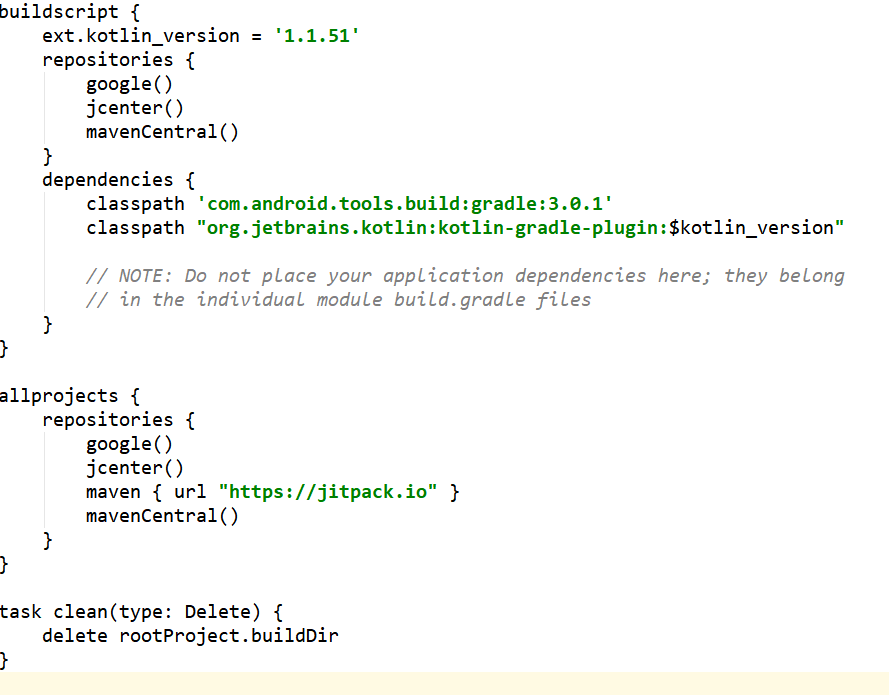 buildscript {
    ext.kotlin_version = '1.1.51'
    repositories {
        google()
        jcenter()
        mavenCentral()
    }
    dependencies {
        classpath 'com.android.tools.build:gradle:3.0.1'
        classpath "org.jetbrains.kotlin:kotlin-gradle-plugin:$kotlin_version"

        // NOTE: Do not place your application dependencies here; they belong
        // in the individual module build.gradle files
    }
}

allprojects {
    repositories {
        google()
        jcenter()
        maven { url "https://jitpack.io" }
        mavenCentral()
    }
}

task clean(type: Delete) {
    delete rootProject.buildDir
}